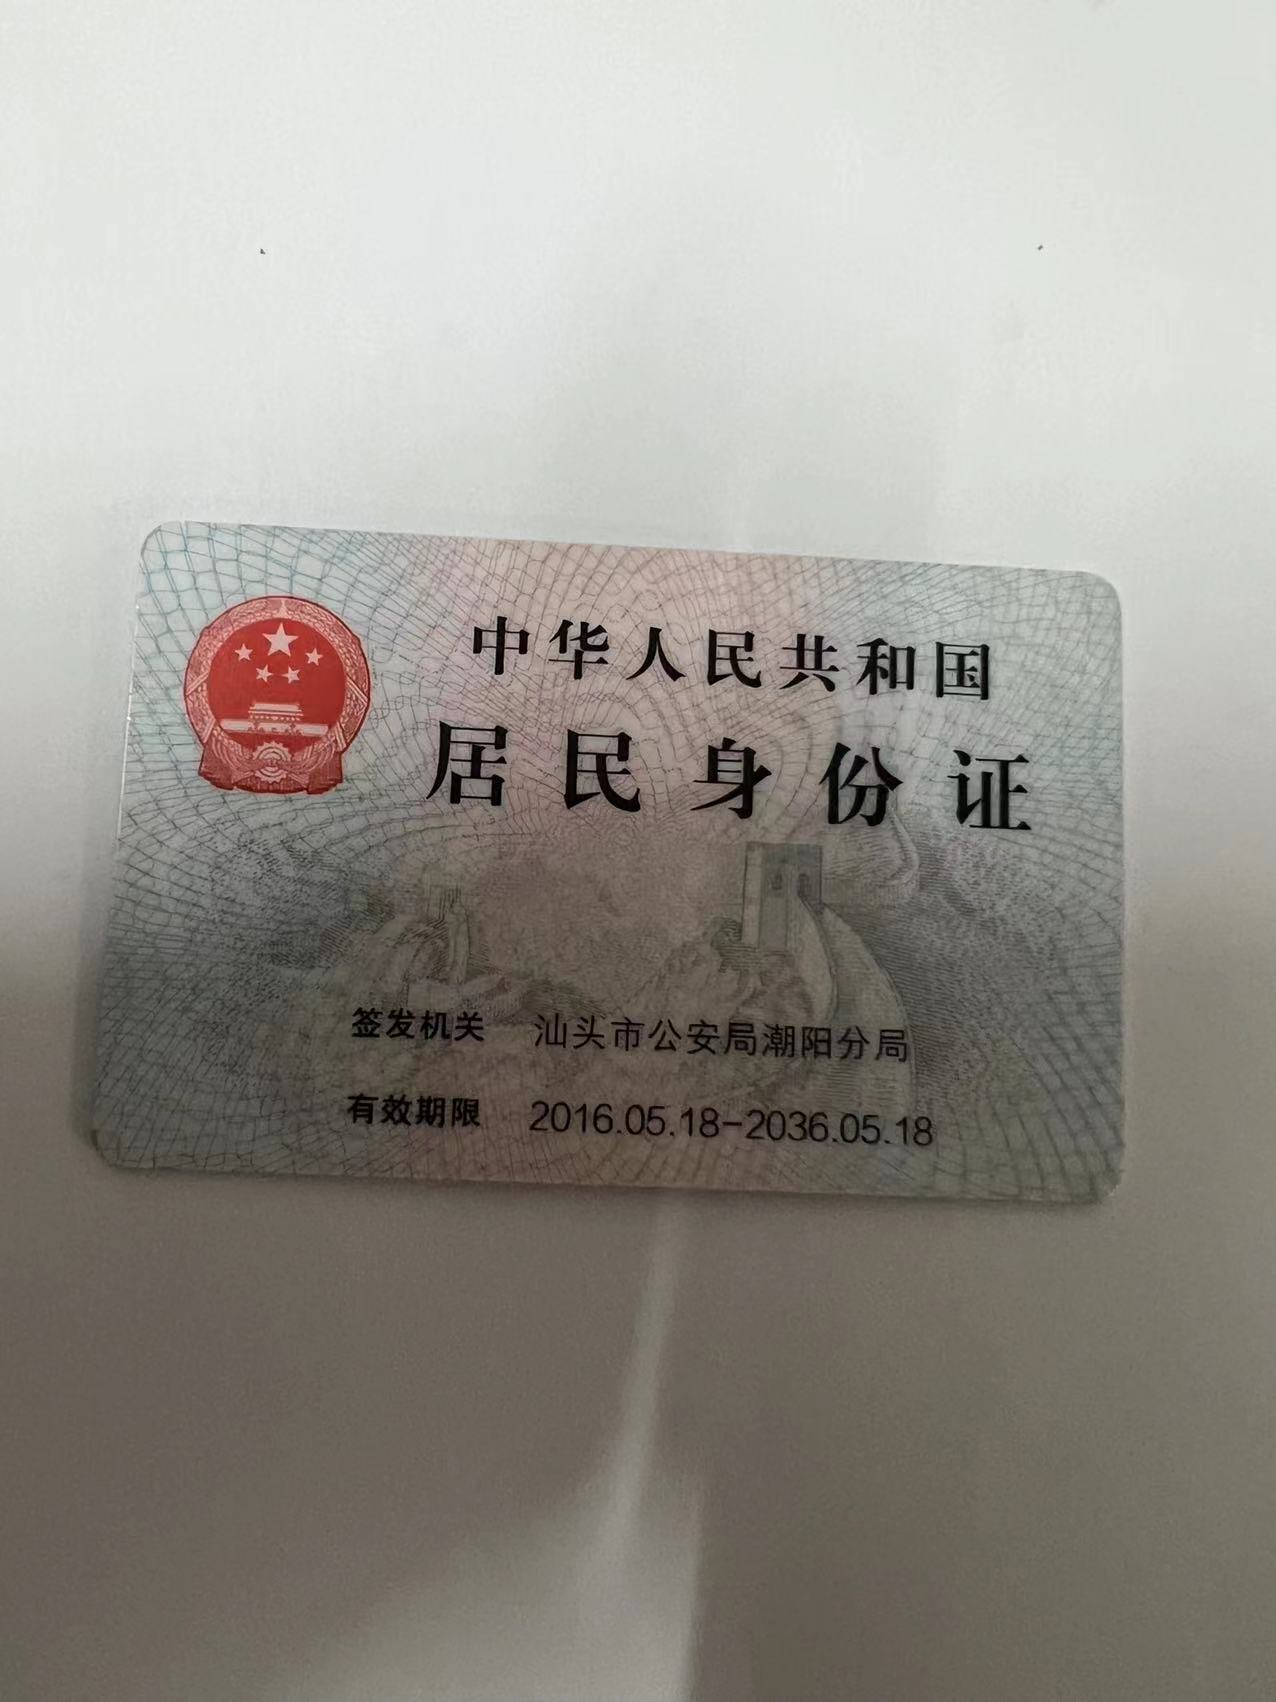 中华人民共和国
居民身份证
签发机关 汕头市公安局潮阳分局
有效期限 2016.05.18-2036.05.18